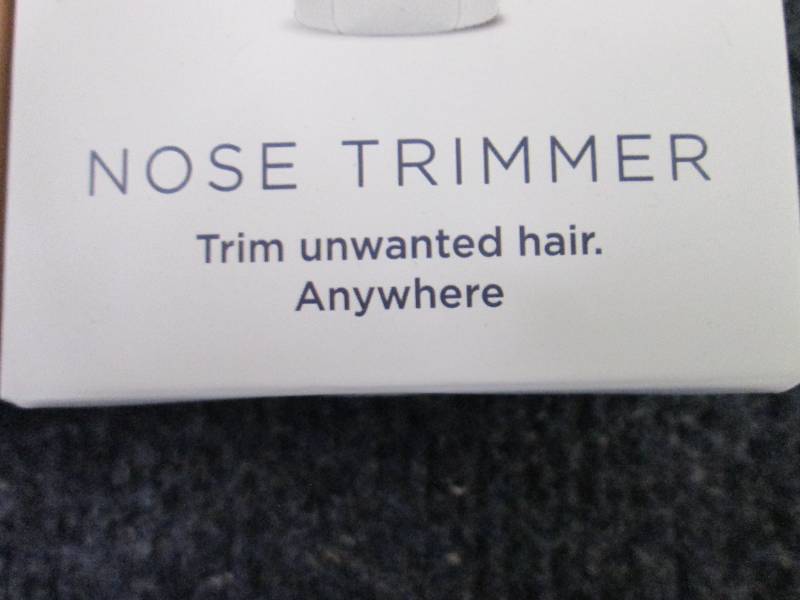 NOSE TRIMMER
Trim unwanted hair.
Anywhere